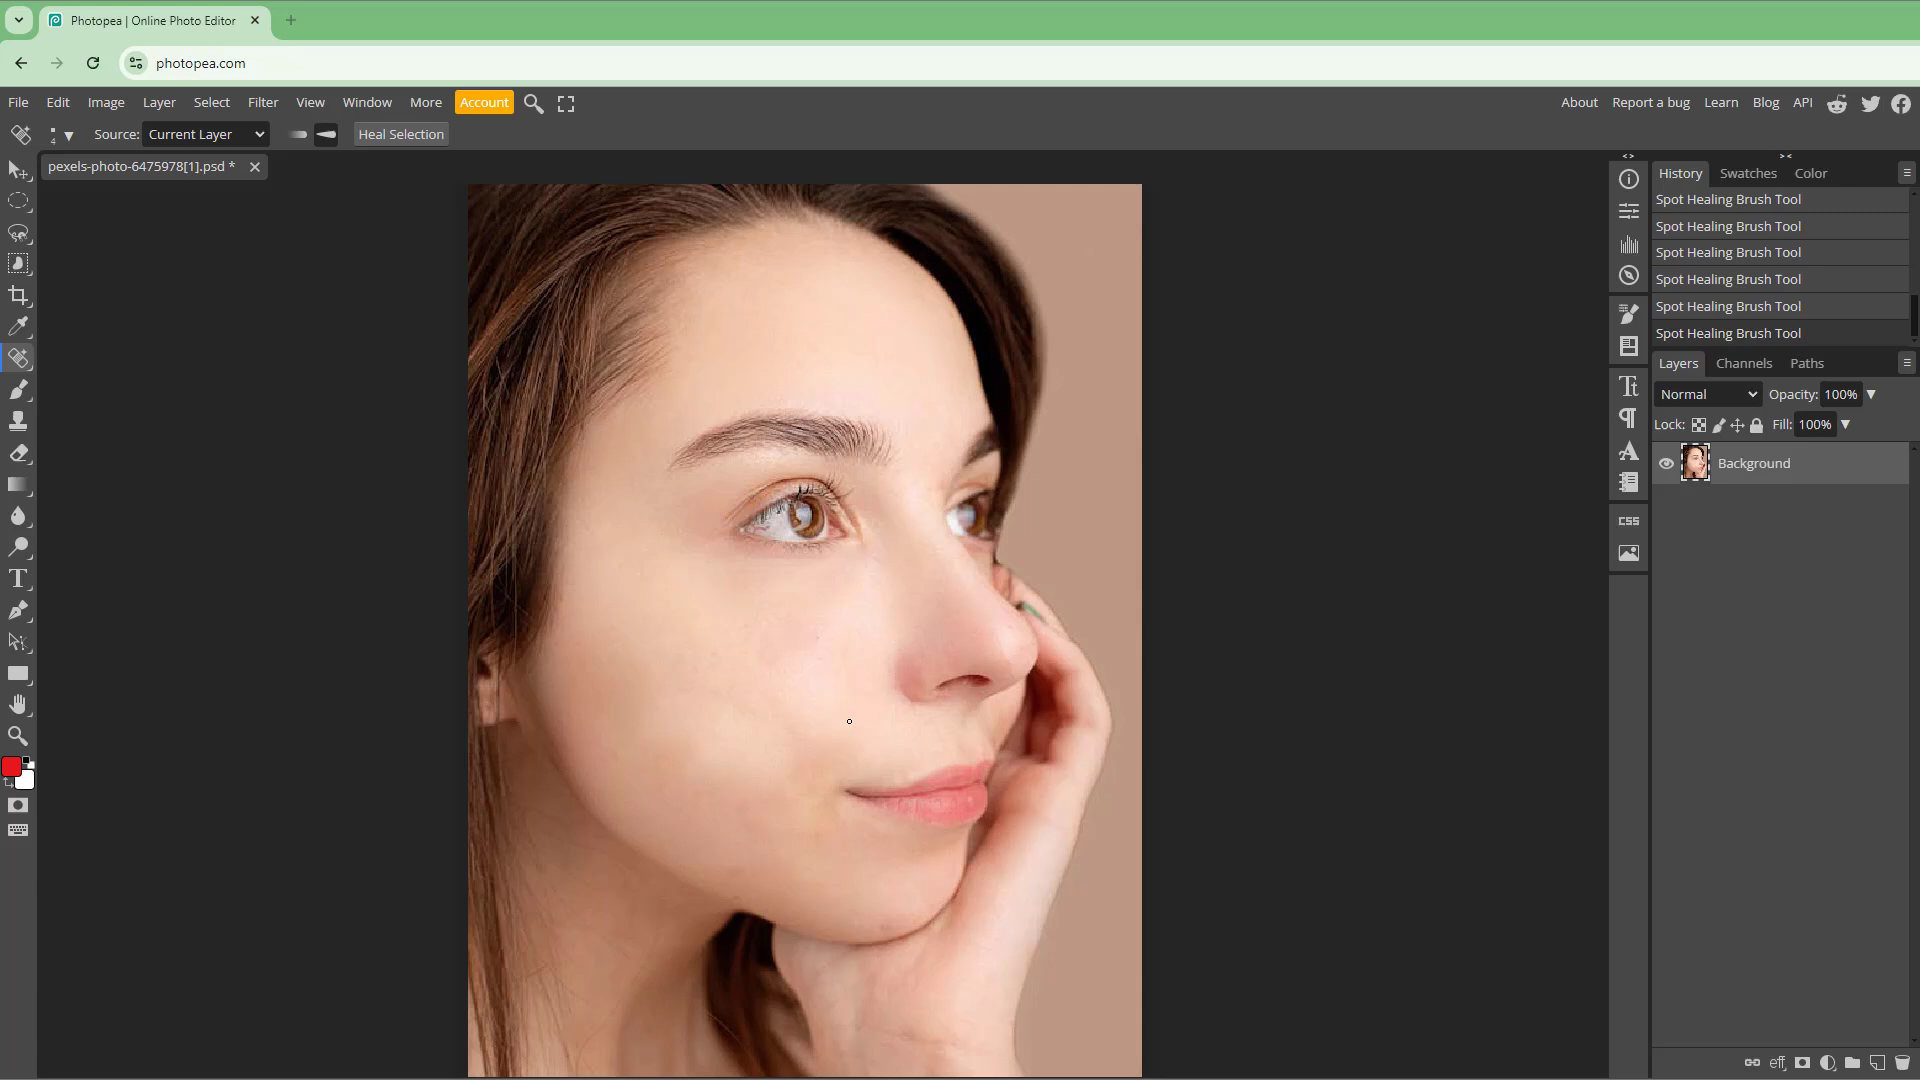 Photopea | Online Photo Editor
photopea.com
File Edit Image Layer Select Filter View Window More Account
About Report a bug Learn Blog API
4 Source: Current Layer Heal Selection
pexels-photo-6475978[1].psd *
History Swatches Color
Spot Healing Brush Tool
Spot Healing Brush Tool
Spot Healing Brush Tool
Spot Healing Brush Tool
Spot Healing Brush Tool
Spot Healing Brush Tool
Layers Channels Paths
Normal Opacity: 100%
Lock: Fill: 100%
Background
CSS
eff